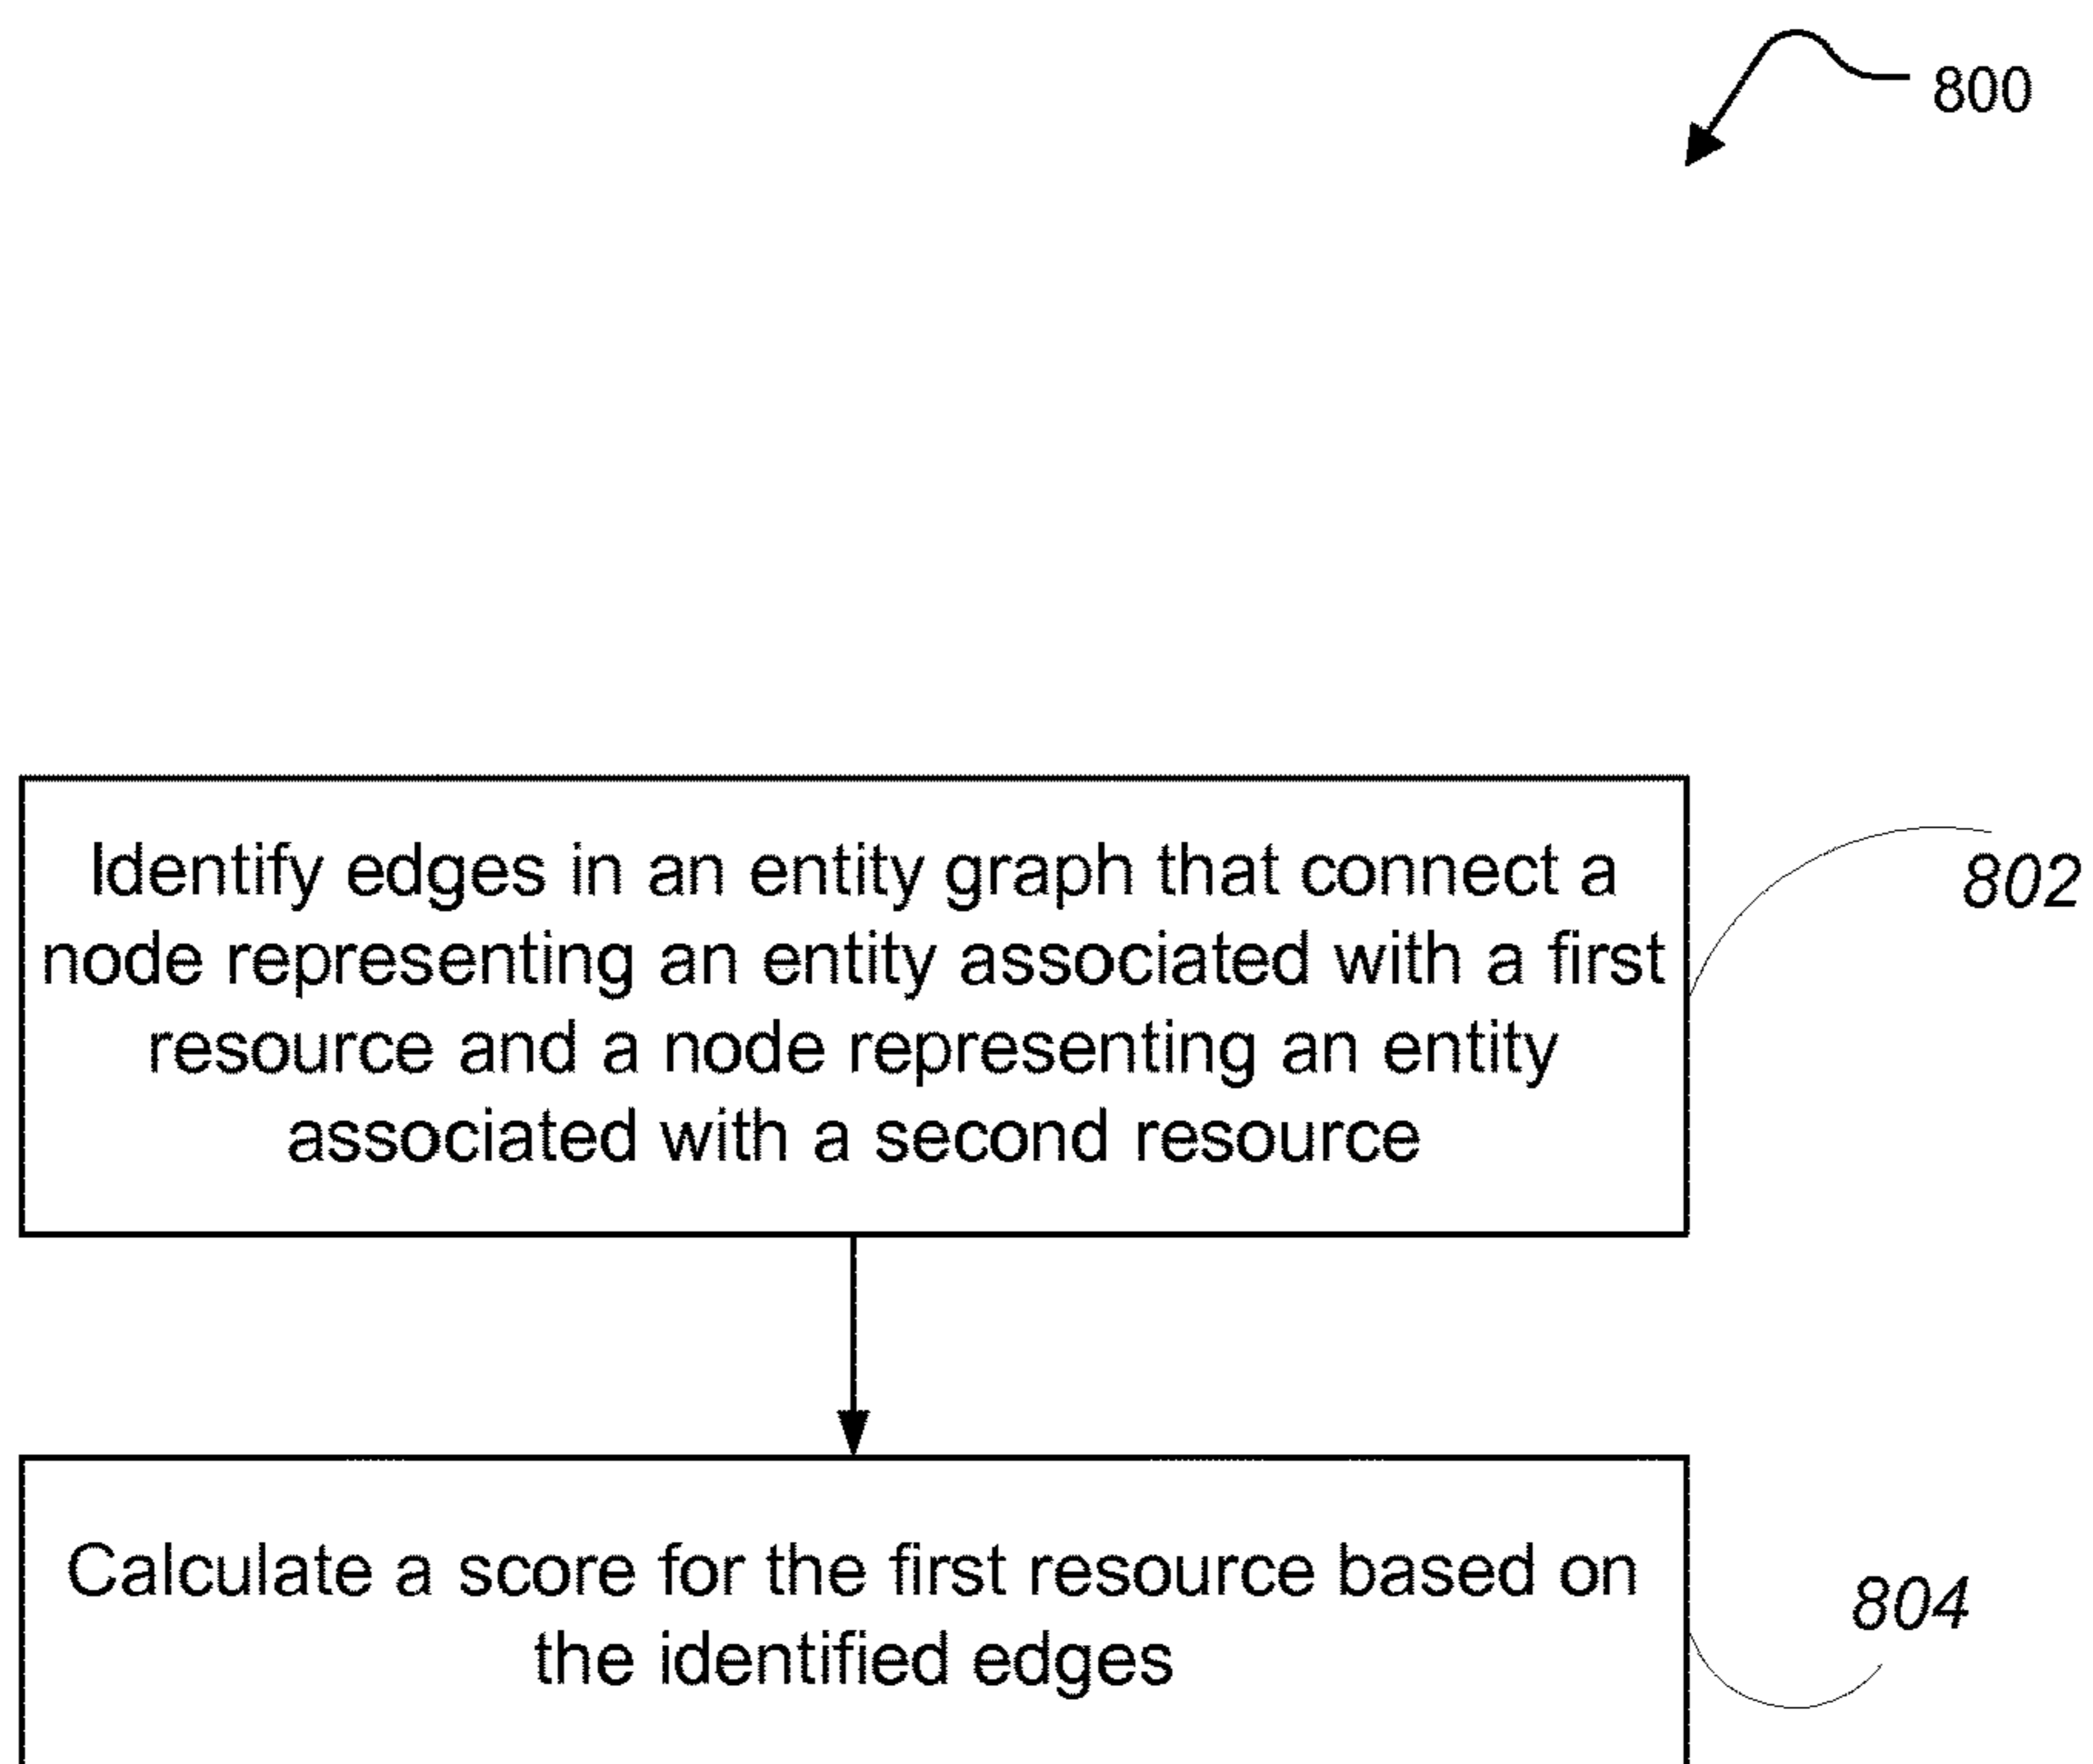 800
Identify edges in an entity graph that connect a
node representing an entity associated with a first
resource and a node representing an entity
associated with a second resource
802
Calculate a score for the first resource based on
the identified edges
804